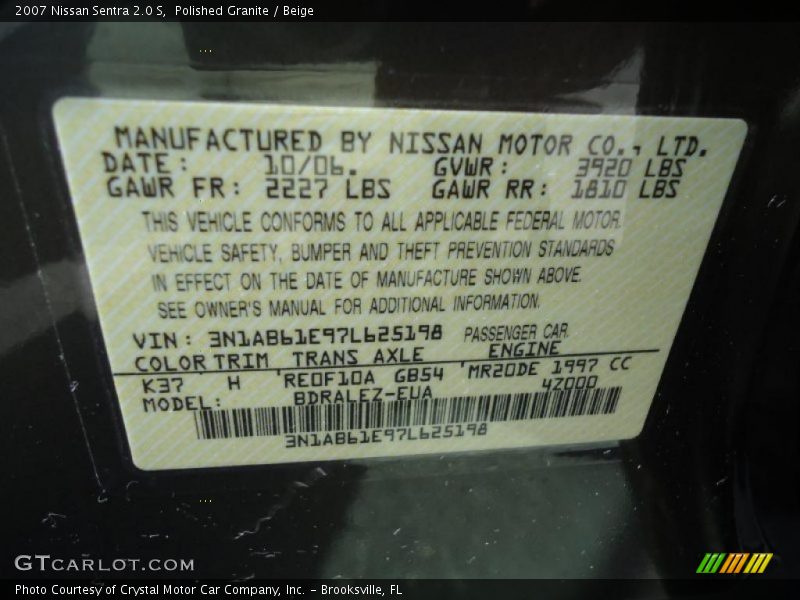 2007 Nissan Sentra 2.0 S, Polished Granite / Beige
MANUFACTURED BY NISSAN MOTOR CO., LTD.
DATE: 10/06. GVWR: 3920 LBS
GAWR FR: 2227 LBS GAWR RR: 1810 LBS
THIS VEHICLE CONFORMS TO ALL APPLICABLE FEDERAL MOTOR
VEHICLE SAFETY, BUMPER AND THEFT PREVENTION STANDARDS
IN EFFECT ON THE DATE OF MANUFACTURE SHOWN ABOVE.
SEE OWNER'S MANUAL FOR ADDITIONAL INFORMATION.
VIN: 3N1AB61E97L625198 PASSENGER CAR.
COLOR TRIM TRANS AXLE ENGINE
K37 H 'RE0F10A GB54 'MR20DE 1997 CC
MODEL: BDRALEZ-EUA 4Z000
3N1AB61E97L625198
GTCARLOT.COM
Photo Courtesy of Crystal Motor Car Company, Inc. – Brooksville, FL